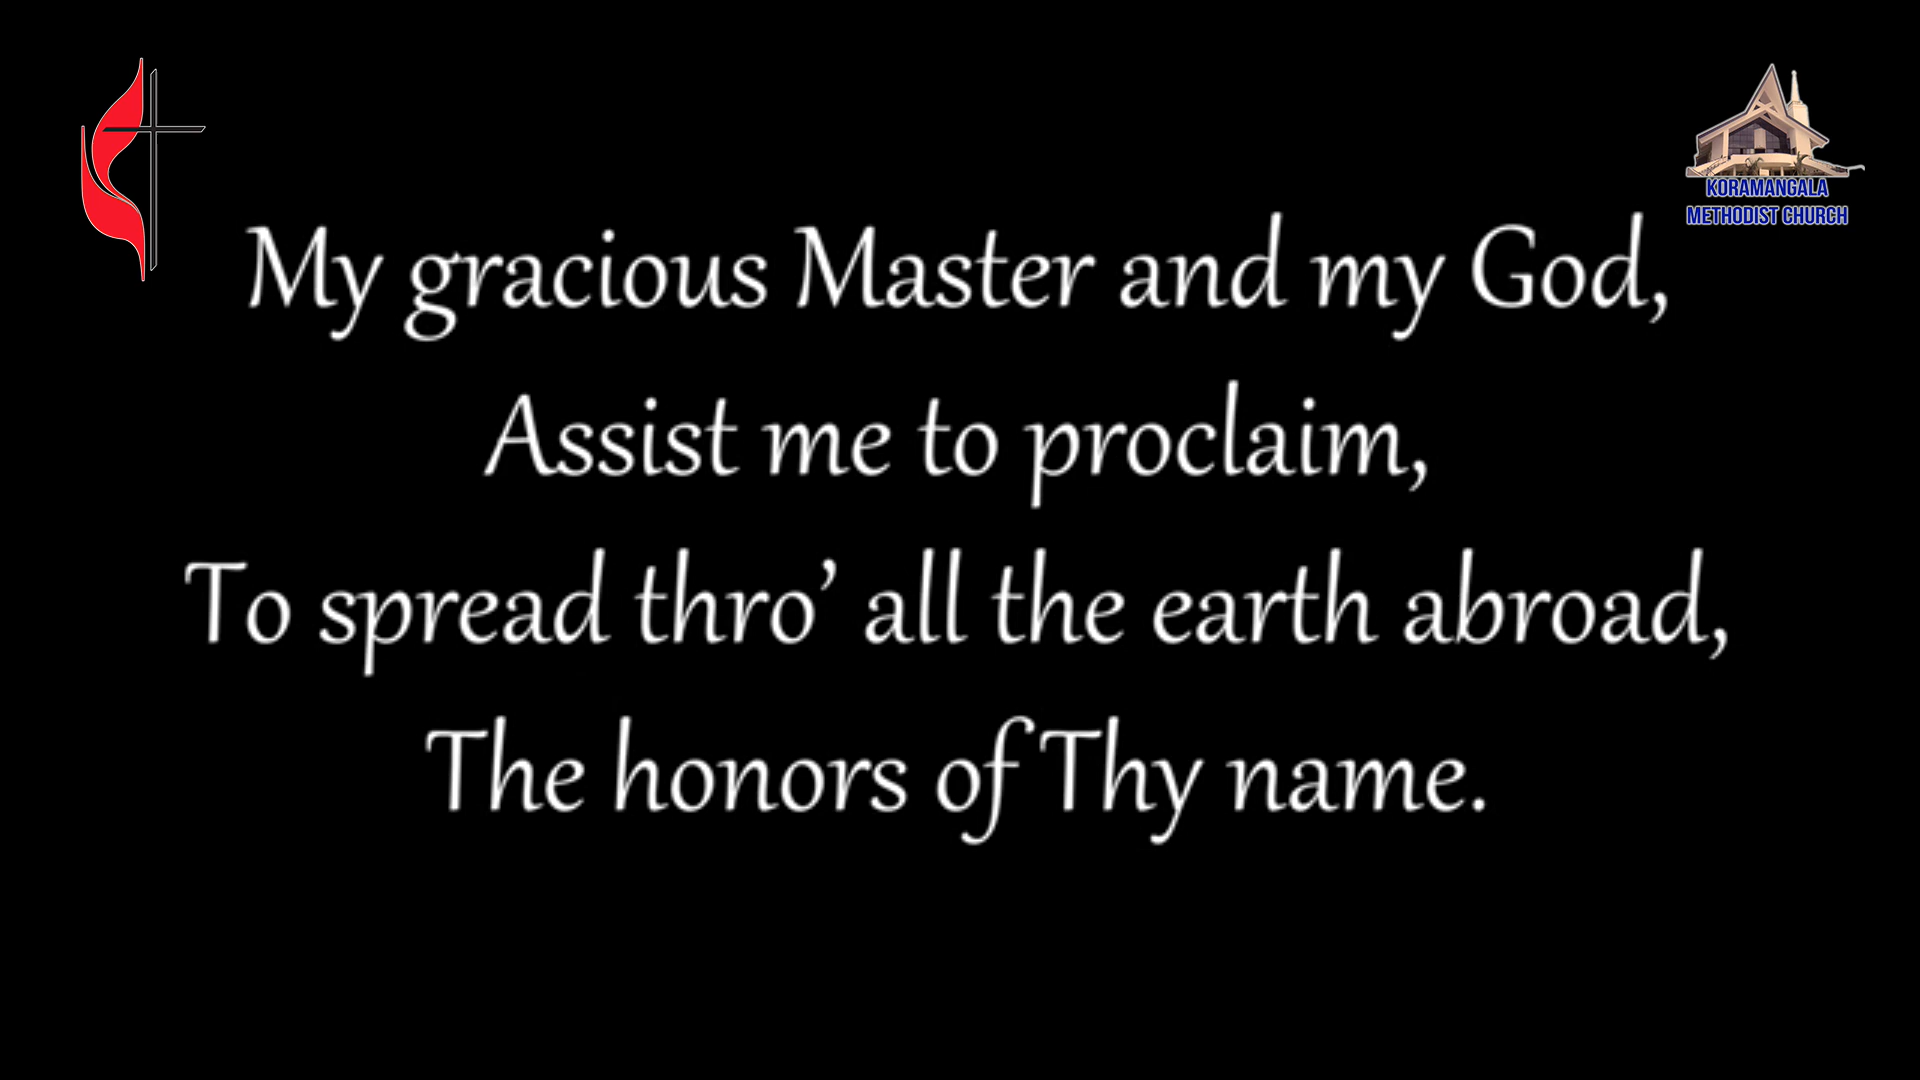 KORAMANGALA
METHODIST CHURCH
My gracious Master and my God,
Assist me to proclaim,
To spread thro’ all the earth abroad,
The honors of Thy name.